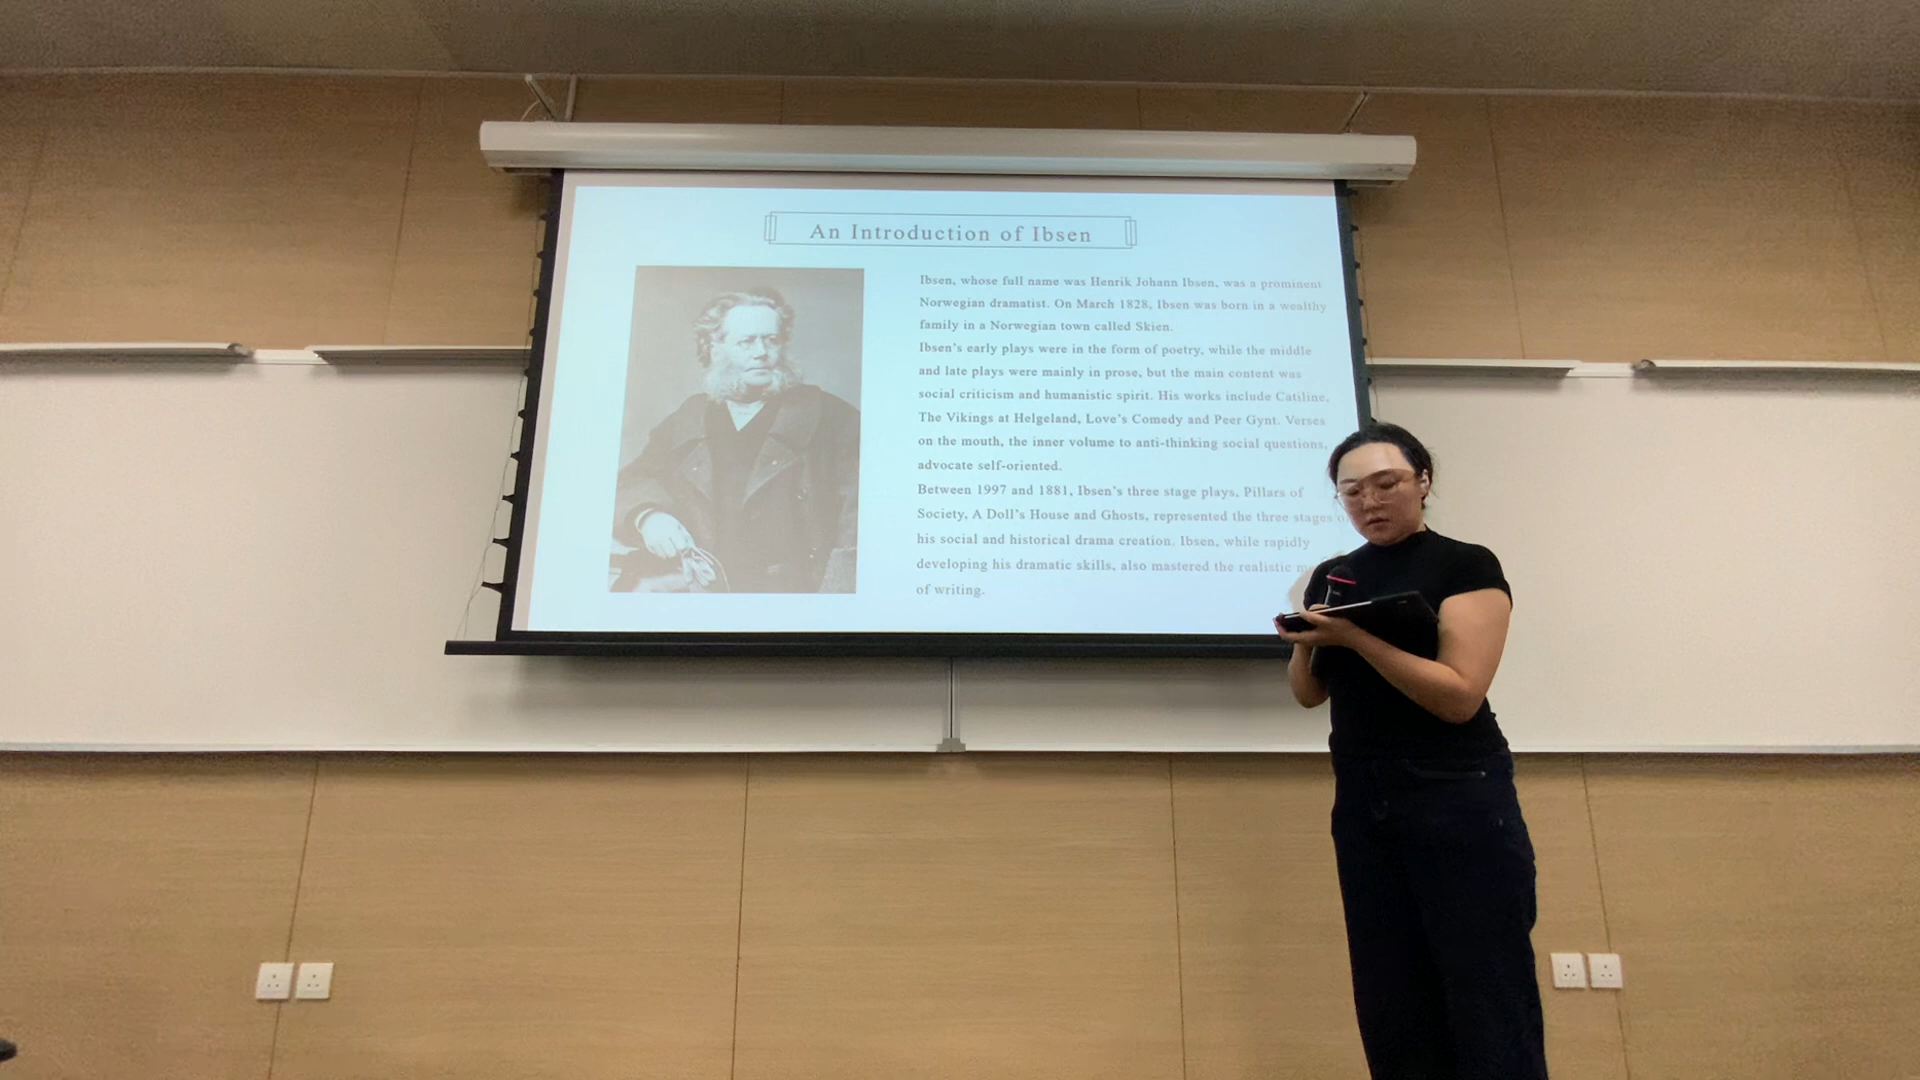 An Introduction of Ibsen
Ibsen, whose full name was Henrik Johann Ibsen, was a prominent
Norwegian dramatist. On March 1828, Ibsen was born in a wealthy
family in a Norwegian town called Skien.
Ibsen's early plays were in the form of poetry, while the middle
and late plays were mainly in prose, but the main content was
social criticism and humanistic spirit. His works include Catiline,
The Vikings at Helgeland, Love's Comedy and Peer Gynt. Verses
on the mouth, the inner volume to anti-thinking social questions,
advocate self-oriented.
Between 1997 and 1881, Ibsen's three stage plays, Pillars of
Society, A Doll's House and Ghosts, represented the three stages
his social and historical drama creation. Ibsen, while rapidly
developing his dramatic skills, also mastered the realistic
of writing.